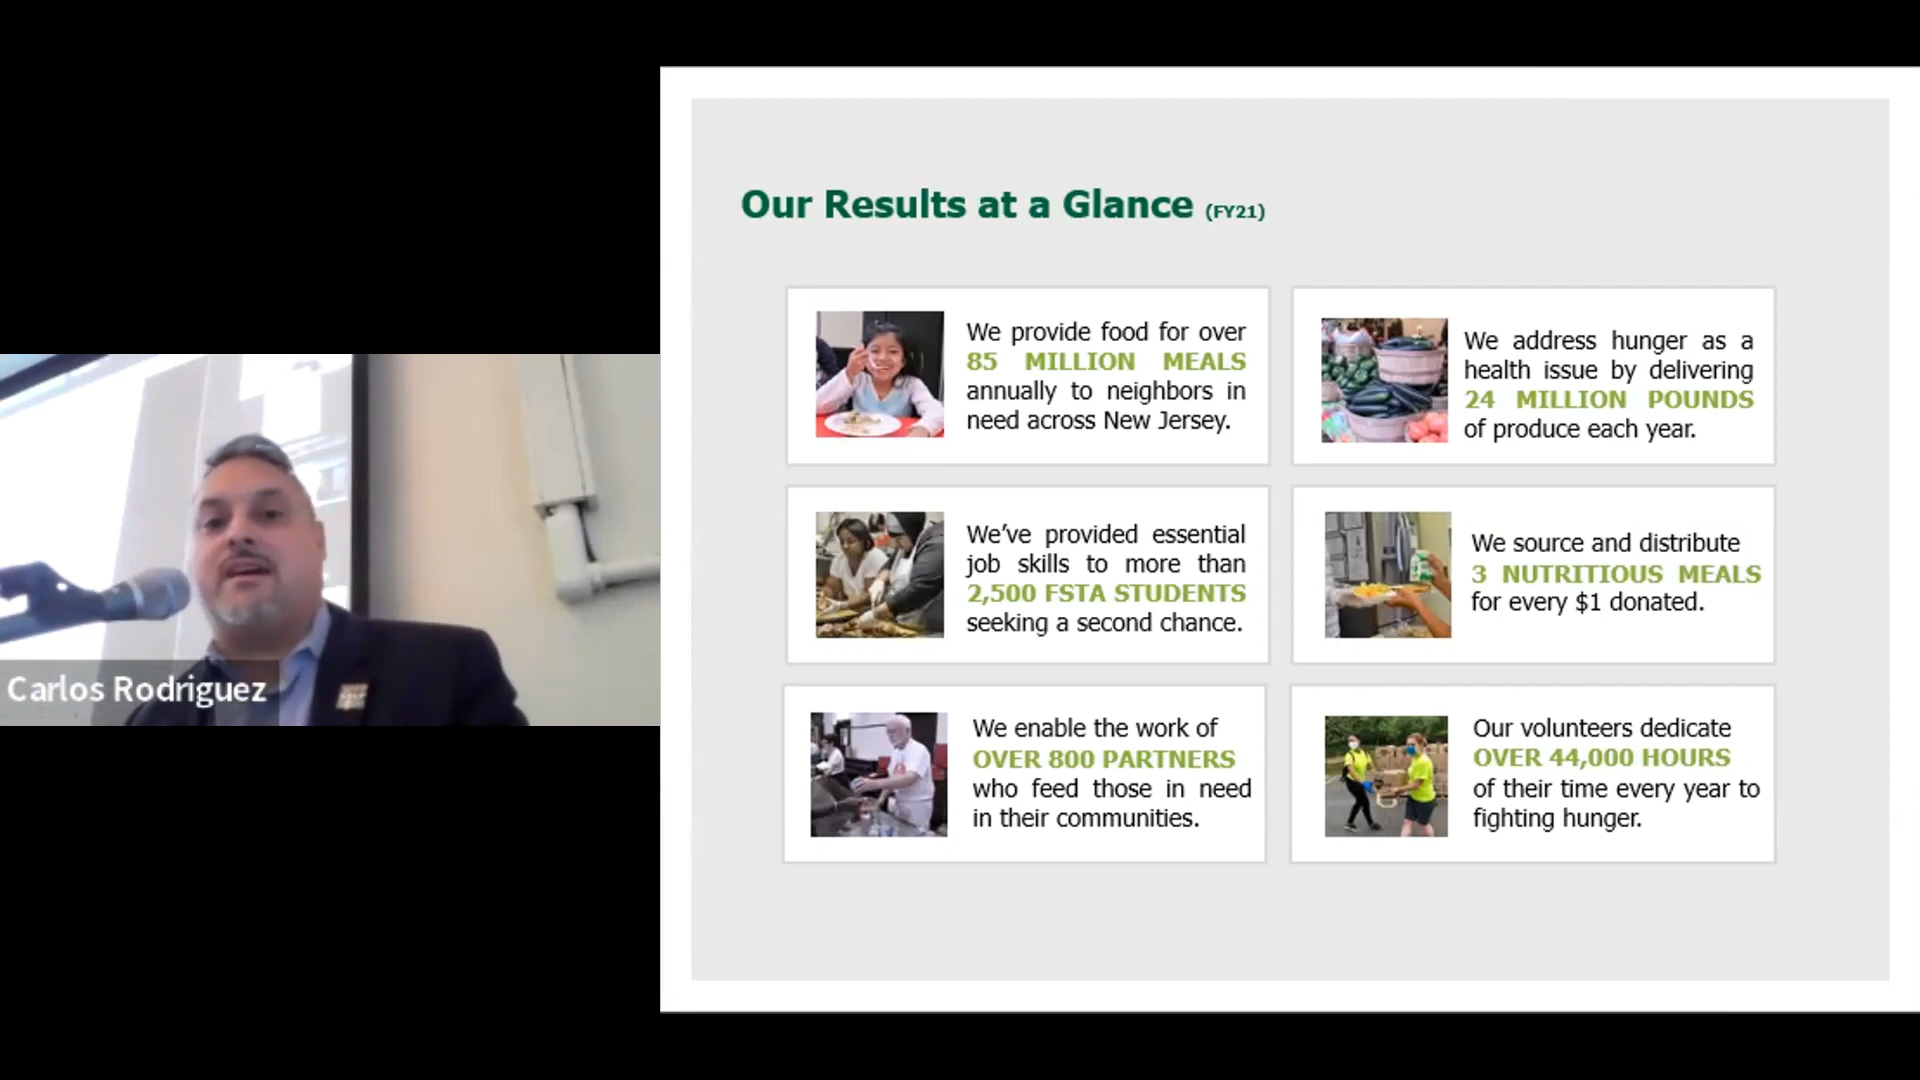 Our Results at a Glance (FY21)
We provide food for over
85 MILLION MEALS
annually to neighbors in
need across New Jersey.
We address hunger as a
health issue by delivering
24 MILLION POUNDS
of produce each year.
We’ve provided essential
job skills to more than
2,500 FSTA STUDENTS
seeking a second chance.
We source and distribute
3 NUTRITIOUS MEALS
for every $1 donated.
We enable the work of
OVER 800 PARTNERS
who feed those in need
in their communities.
Our volunteers dedicate
OVER 44,000 HOURS
of their time every year to
fighting hunger.
Carlos Rodriguez